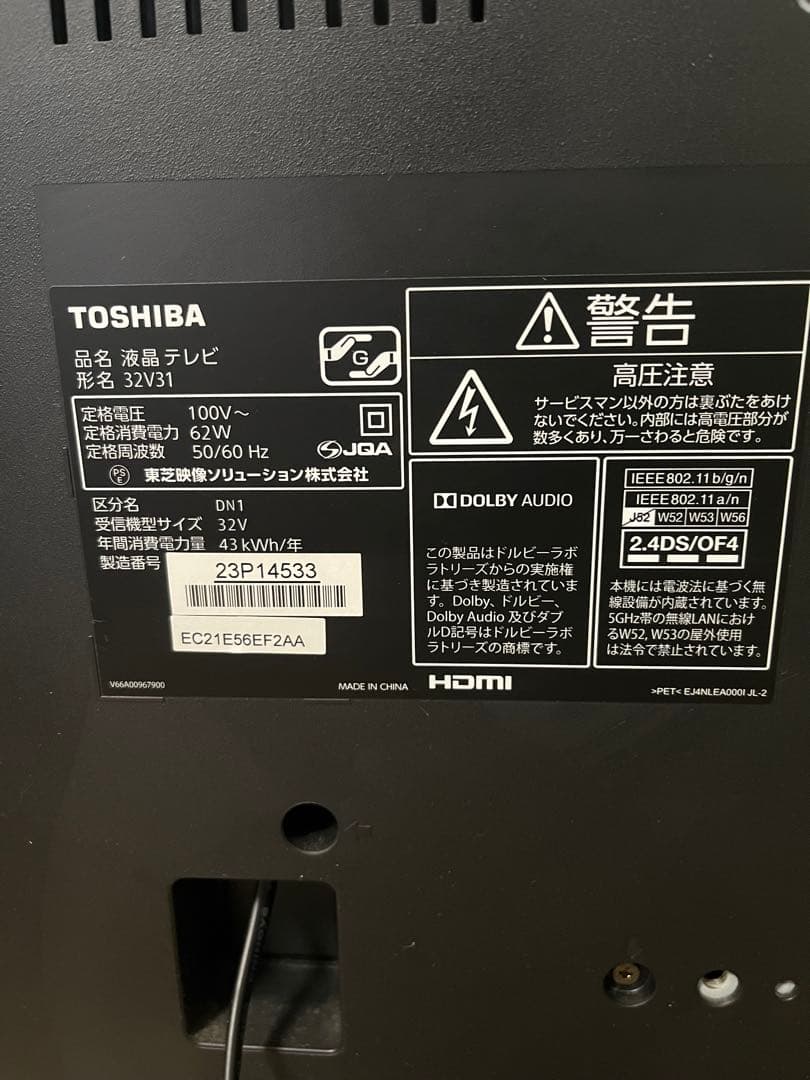 TOSHIBA
品名 液晶テレビ
形名 32V31
G
定格電圧 100V～
定格消費電力 62W
定格周波数 50/60 Hz
JQA
PSE 東芝映像ソリューション株式会社
区分名 DN1
受信機型サイズ 32V
年間消費電力量 43kWh/年
製造番号
23P14533
EC21E56EF2AA
V66A00967900
MADE IN CHINA
警告
高圧注意
サービスマン以外の方は裏ぶたをあけ
ないでください。内部には高電圧部分が
数多くあり、万一さわると危険です。
DOLBY AUDIO
この製品はドルビーラボ
ラトリーズからの実施権
に基づき製造されていま
す。Dolby、ドルビー、
Dolby Audio 及びダブ
ルD記号はドルビーラボ
ラトリーズの商標です。
HDMI
IEEE802.11b/g/n
IEEE802.11a/n
J52 W52 W53 W56
2.4DS/OF4
本機には電波法に基づく無
線設備が内蔵されています。
5GHz帯の無線LANにおけ
るW52, W53の屋外使用
は法令で禁止されています。
>PET< EJ4NLEA000I JL-2